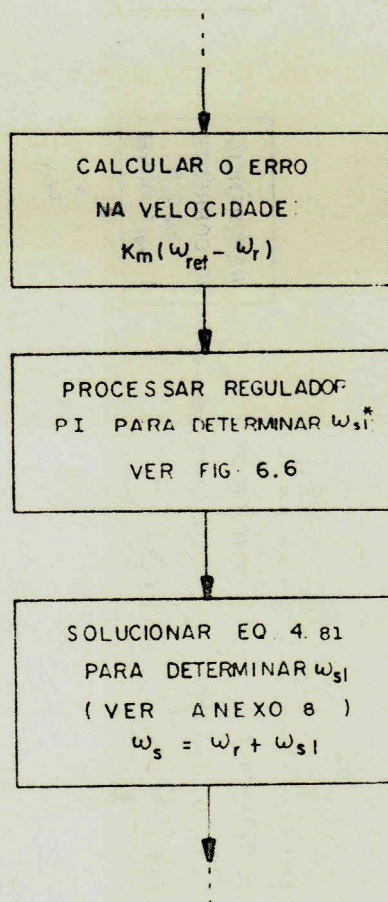 CALCULAR O ERRO
NA VELOCIDADE:
Km(ωref - ωr)
PROCESSAR REGULADOR
PI PARA DETERMINAR ωsl*
VER FIG. 6.6
SOLUCIONAR EQ 4.81
PARA DETERMINAR ωsl
( VER ANEXO 8 )
ωs = ωr + ωsl